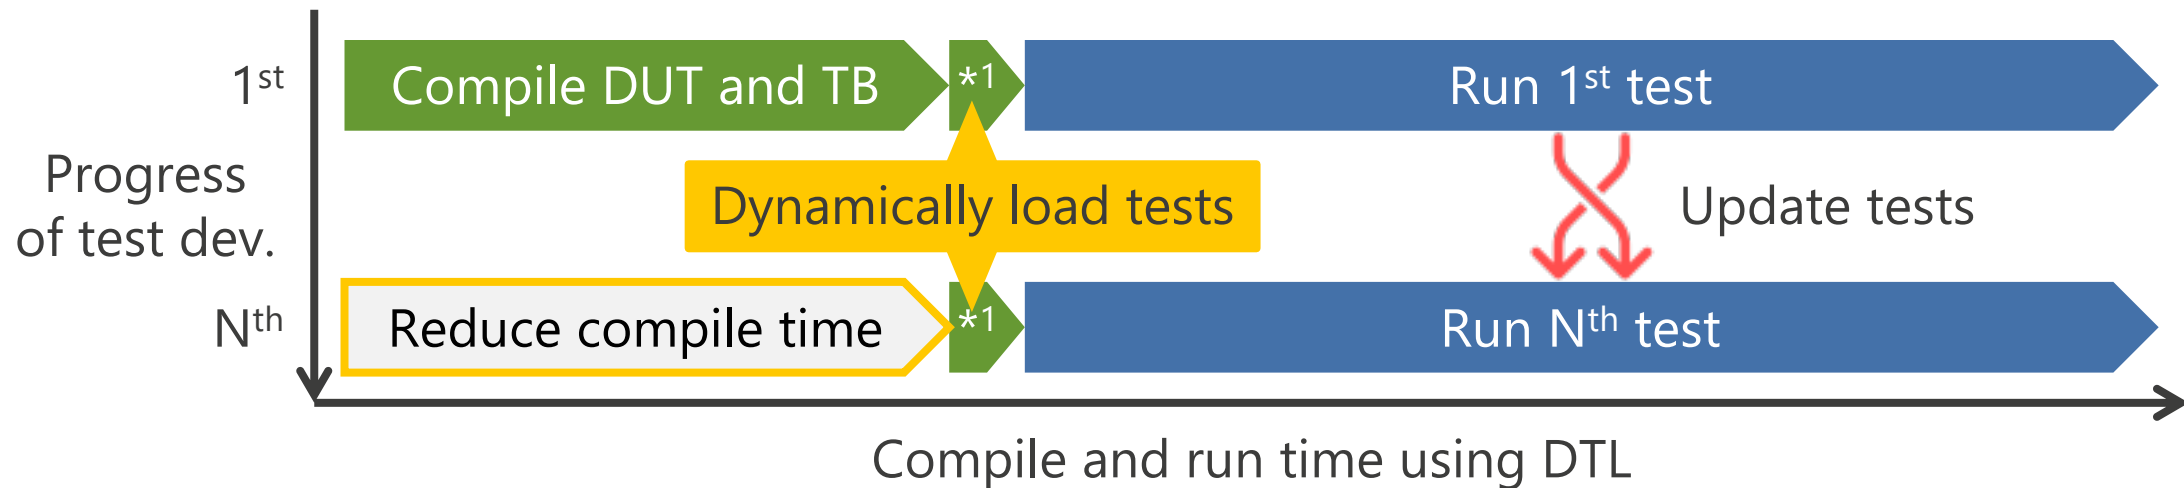 1st
Compile DUT and TB
*1
Run 1st test
Progress
of test dev.
Dynamically load tests
Update tests
Nth
Reduce compile time
*1
Run Nth test
Compile and run time using DTL